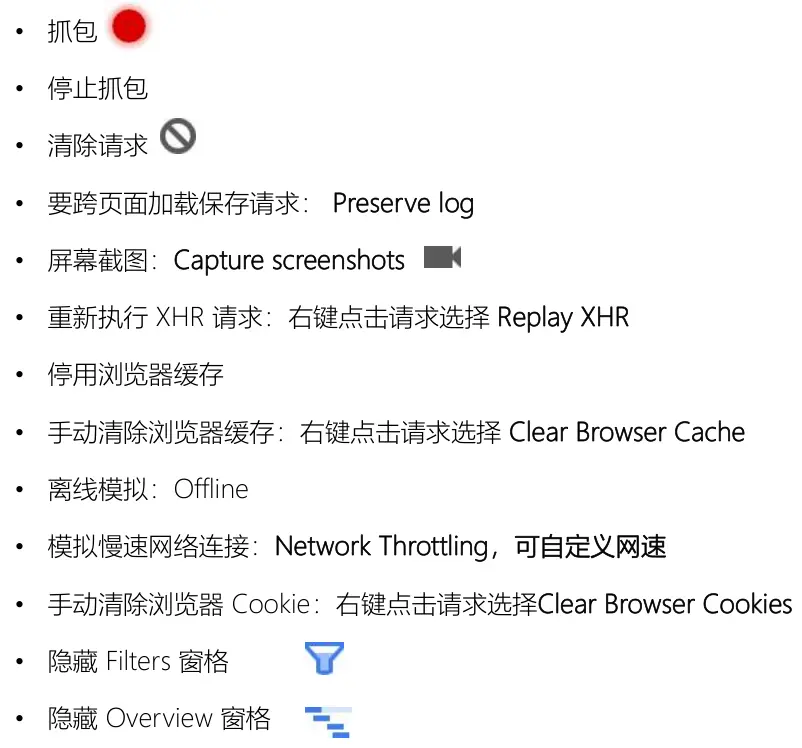 • 抓包
• 停止抓包
• 清除请求
• 要跨页面加载保存请求： Preserve log
• 屏幕截图：Capture screenshots
• 重新执行 XHR 请求：右键点击请求选择 Replay XHR
• 停用浏览器缓存
• 手动清除浏览器缓存：右键点击请求选择 Clear Browser Cache
• 离线模拟：Offline
• 模拟慢速网络连接：Network Throttling，可自定义网速
• 手动清除浏览器 Cookie：右键点击请求选择Clear Browser Cookies
• 隐藏 Filters 窗格
• 隐藏 Overview 窗格